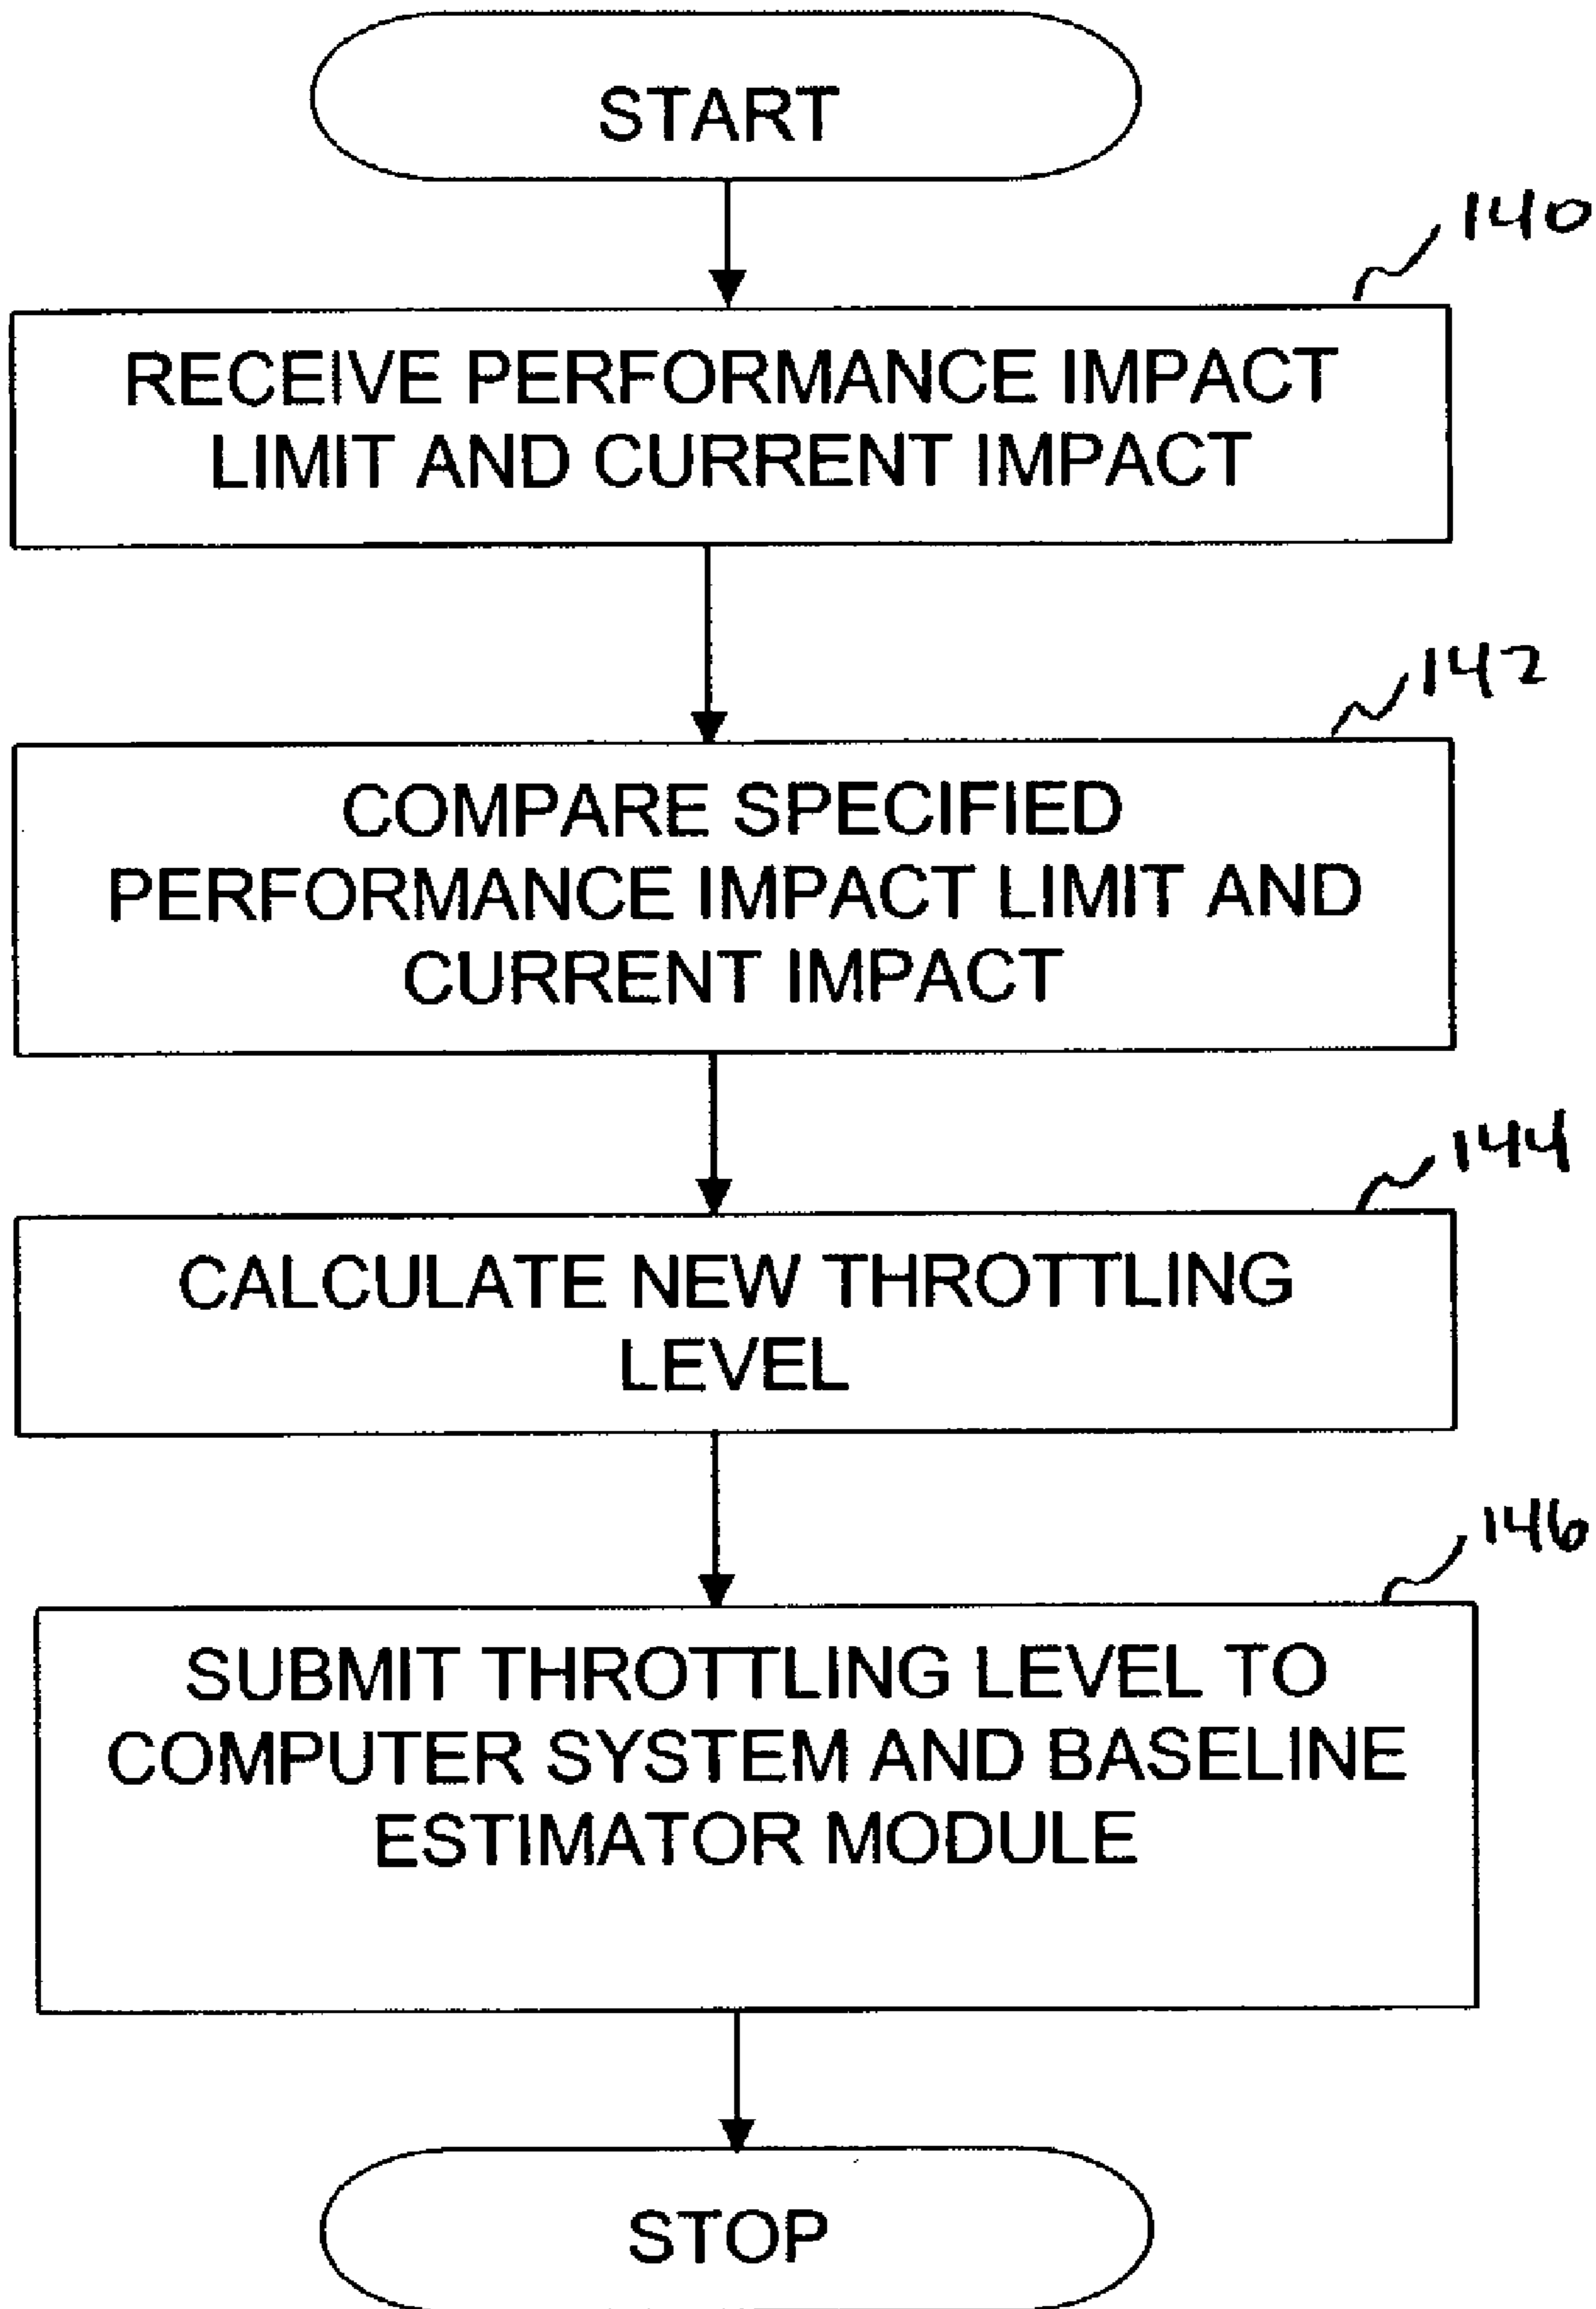 START
140
RECEIVE PERFORMANCE IMPACT
LIMIT AND CURRENT IMPACT
142
COMPARE SPECIFIED
PERFORMANCE IMPACT LIMIT AND
CURRENT IMPACT
144
CALCULATE NEW THROTTLING
LEVEL
146
SUBMIT THROTTLING LEVEL TO
COMPUTER SYSTEM AND BASELINE
ESTIMATOR MODULE
STOP